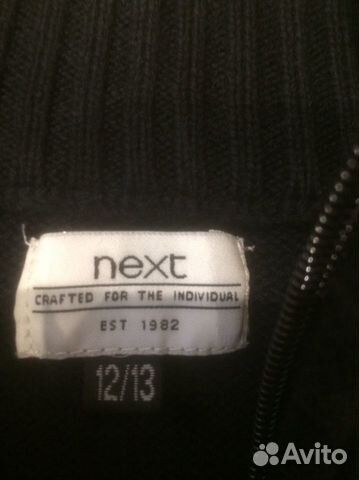 next
CRAFTED FOR THE INDIVIDUAL
EST 1982
12/13
Avito